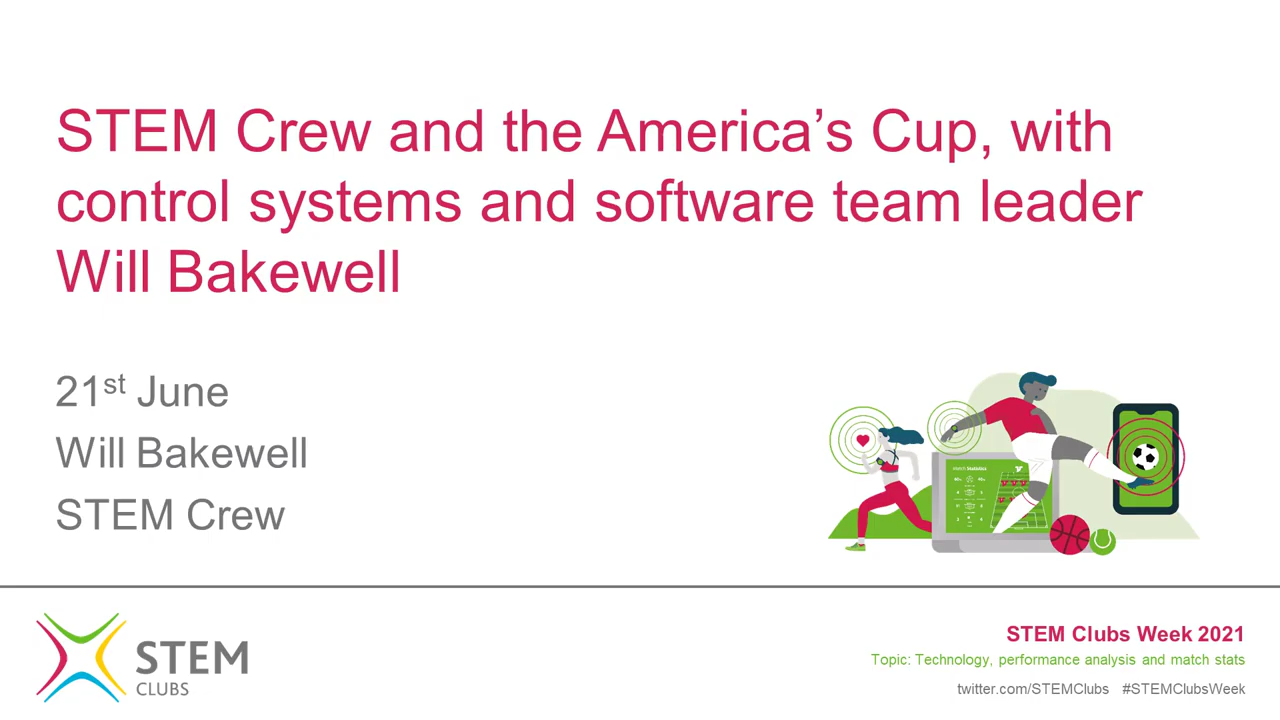 STEM Crew and the America’s Cup, with
control systems and software team leader
Will Bakewell
21st June
Will Bakewell
STEM Crew
Match Statistics
STEM
CLUBS
STEM Clubs Week 2021
Topic: Technology, performance analysis and match stats
twitter.com/STEMClubs #STEMClubsWeek